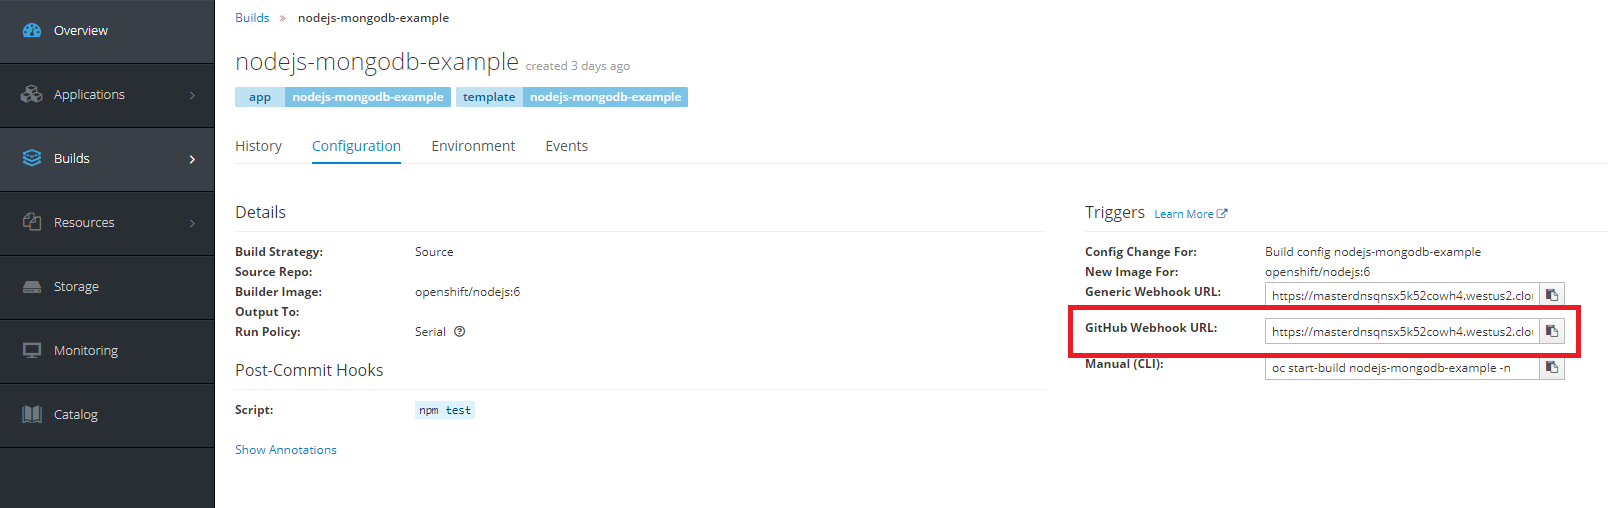 Overview
Applications
Builds
Resources
Storage
Monitoring
Catalog
Builds » nodejs-mongodb-example
nodejs-mongodb-example created 3 days ago
app nodejs-mongodb-example template nodejs-mongodb-example
History Configuration Environment Events
Details
Build Strategy: Source
Source Repo:
Builder Image: openshift/nodejs:6
Output To:
Run Policy: Serial
Post-Commit Hooks
Script: npm test
Show Annotations
Triggers Learn More
Config Change For: Build config nodejs-mongodb-example
New Image For: openshift/nodejs:6
Generic Webhook URL: https://masterdnsqnsx5k52cowh4.westus2.clou
GitHub Webhook URL: https://masterdnsqnsx5k52cowh4.westus2.clou
Manual (CLI): oc start-build nodejs-mongodb-example -n